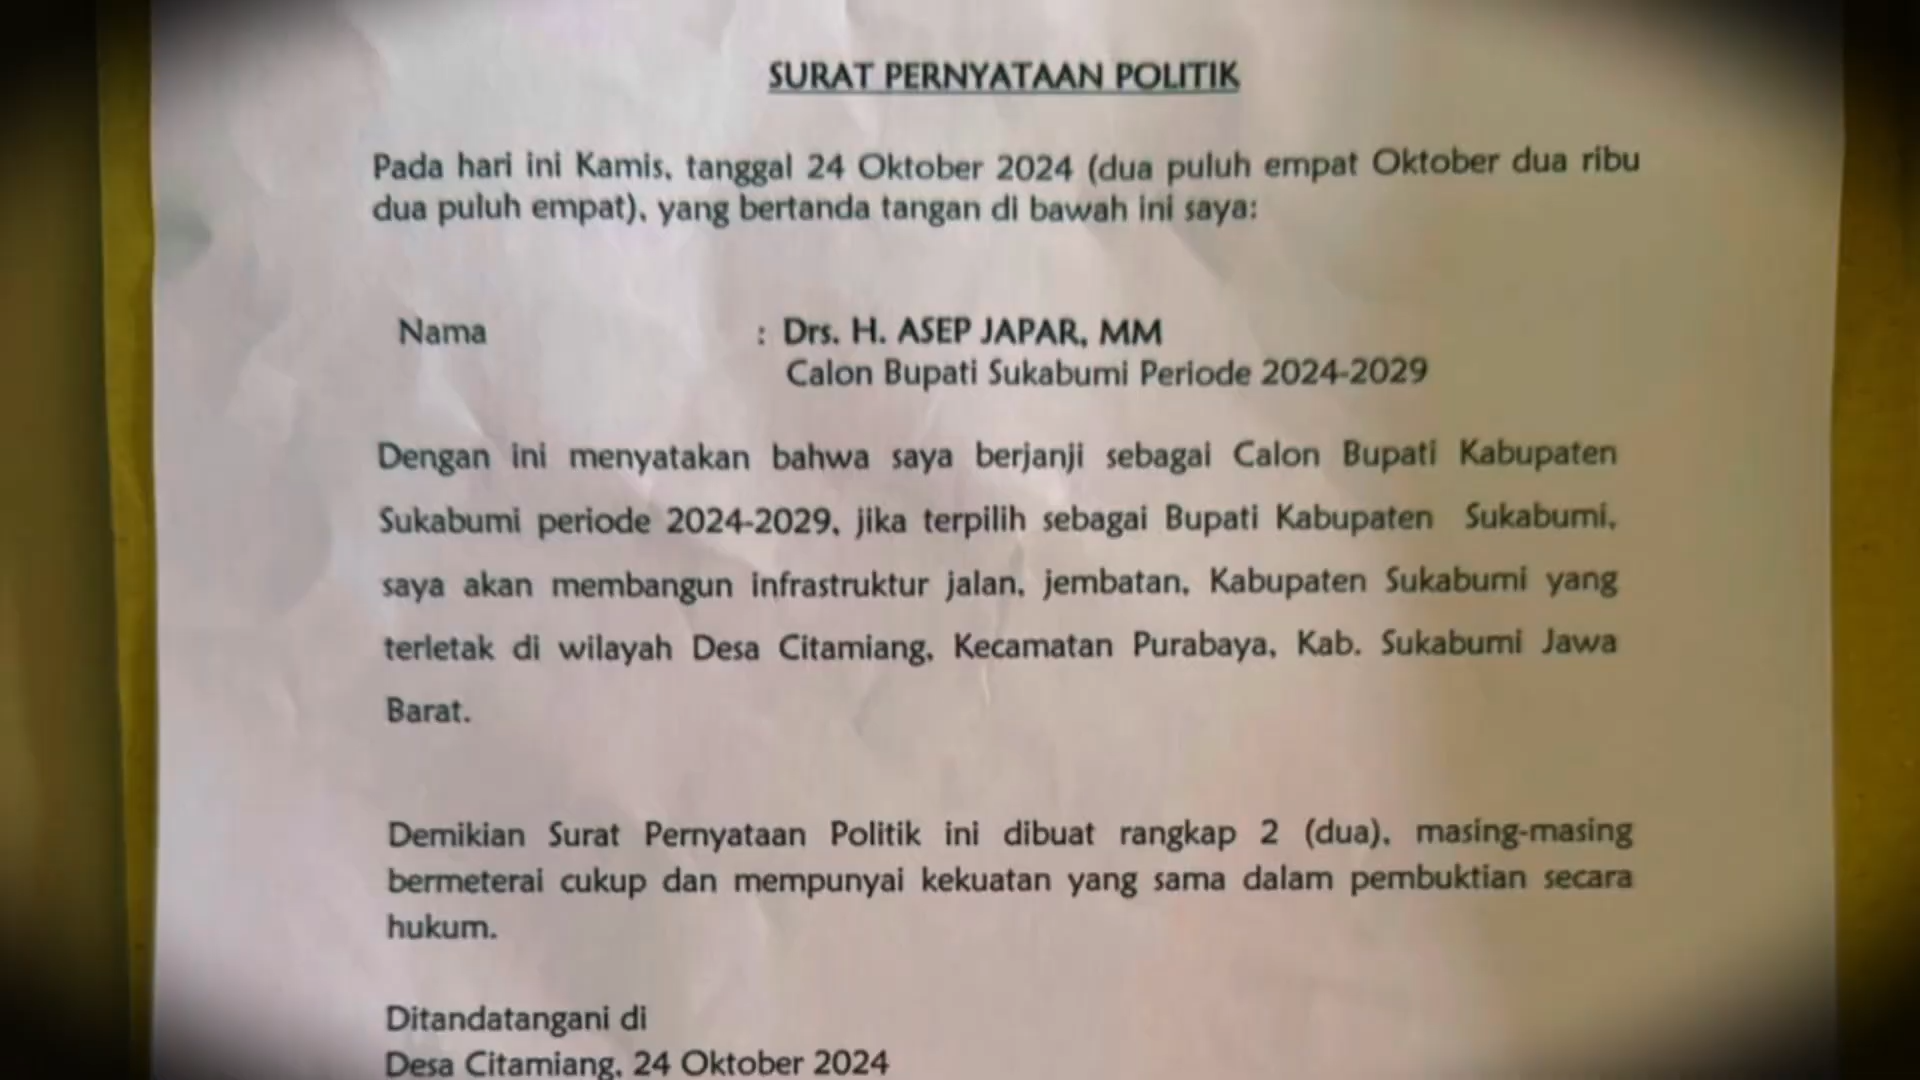 SURAT PERNYATAAN POLITIK
Pada hari ini Kamis, tanggal 24 Oktober 2024 (dua puluh empat Oktober dua ribu
dua puluh empat), yang bertanda tangan di bawah ini saya:
Nama : Drs. H. ASEP JAPAR, MM
Calon Bupati Sukabumi Periode 2024-2029
Dengan ini menyatakan bahwa saya berjanji sebagai Calon Bupati Kabupaten
Sukabumi periode 2024-2029, jika terpilih sebagai Bupati Kabupaten Sukabumi,
saya akan membangun infrastruktur jalan, jembatan, Kabupaten Sukabumi yang
terletak di wilayah Desa Citamiang, Kecamatan Purabaya, Kab. Sukabumi Jawa
Barat.
Demikian Surat Pernyataan Politik ini dibuat rangkap 2 (dua), masing-masing
bermeterai cukup dan mempunyai kekuatan yang sama dalam pembuktian secara
hukum.
Ditandatangani di
Desa Citamiang, 24 Oktober 2024